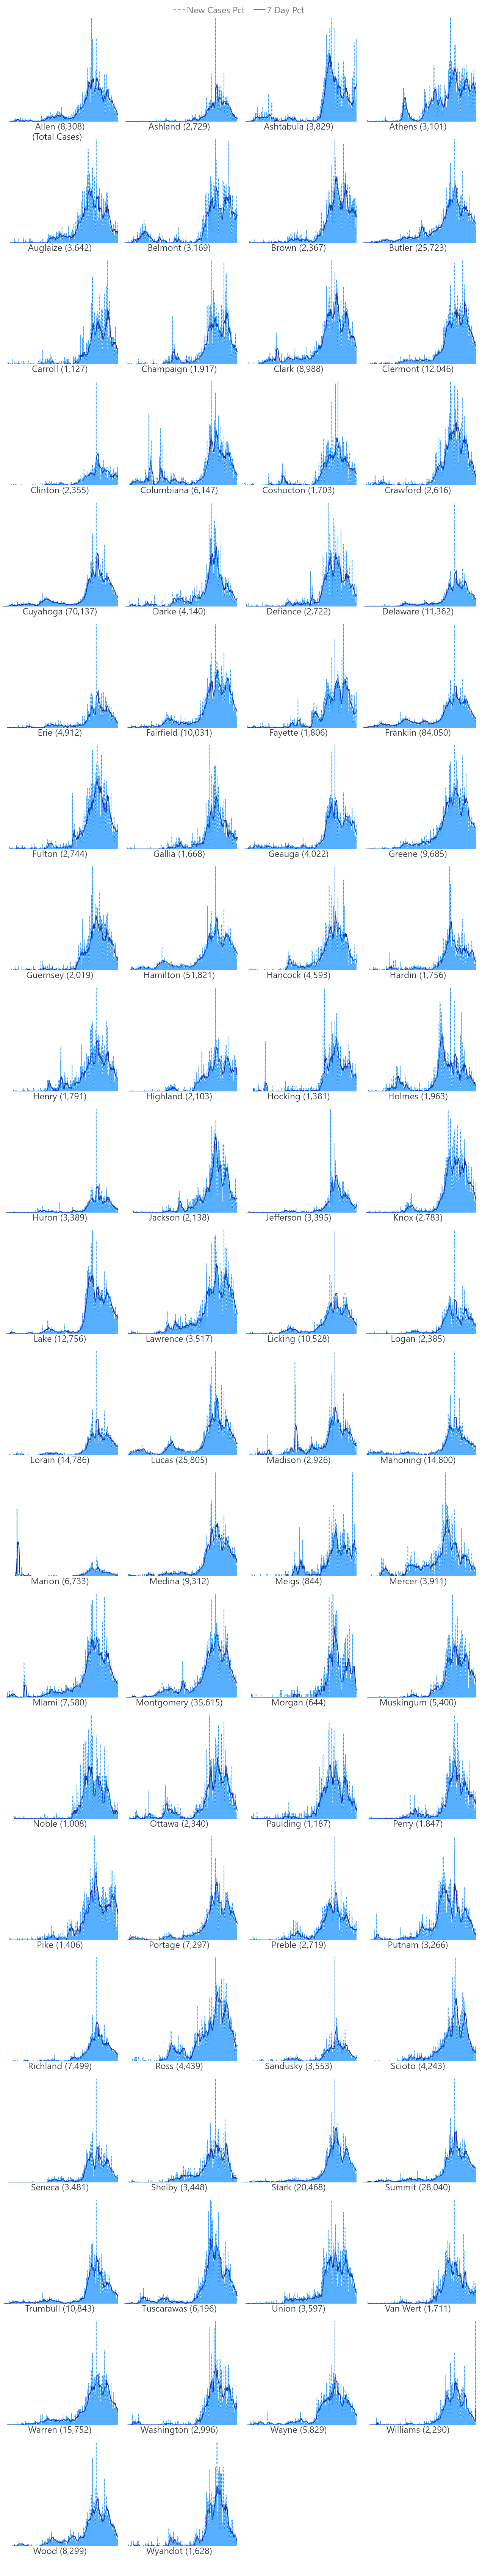 New Cases Pct 7 Day Pct
Allen (8,308) Ashland (2,729) Ashtabula (3,829) Athens (3,101)
(Total Cases)
Auglaize (3,642) Belmont (3,169) Brown (2,367) Butler (25,723)
Carroll (1,127) Champaign (1,917) Clark (8,988) Clermont (12,046)
Clinton (2,355) Columbiana (6,147) Coshocton (1,703) Crawford (2,616)
Cuyahoga (70,137) Darke (4,140) Defiance (2,722) Delaware (11,362)
Erie (4,912) Fairfield (10,031) Fayette (1,806) Franklin (84,050)
Fulton (2,744) Gallia (1,668) Geauga (4,022) Greene (9,685)
Guernsey (2,019) Hamilton (51,821) Hancock (4,593) Hardin (1,756)
Henry (1,791) Highland (2,103) Hocking (1,381) Holmes (1,963)
Huron (3,389) Jackson (2,138) Jefferson (3,395) Knox (2,783)
Lake (12,756) Lawrence (3,517) Licking (10,528) Logan (2,385)
Lorain (14,786) Lucas (25,805) Madison (2,926) Mahoning (14,800)
Marion (6,733) Medina (9,312) Meigs (844) Mercer (3,911)
Miami (7,580) Montgomery (35,615) Morgan (644) Muskingum (5,400)
Noble (1,008) Ottawa (2,340) Paulding (1,187) Perry (1,847)
Pike (1,406) Portage (7,297) Preble (2,719) Putnam (3,266)
Richland (7,499) Ross (4,439) Sandusky (3,553) Scioto (4,243)
Seneca (3,481) Shelby (3,448) Stark (20,468) Summit (28,040)
Trumbull (10,843) Tuscarawas (6,196) Union (3,597) Van Wert (1,711)
Warren (15,752) Washington (2,996) Wayne (5,829) Williams (2,290)
Wood (8,299) Wyandot (1,628)